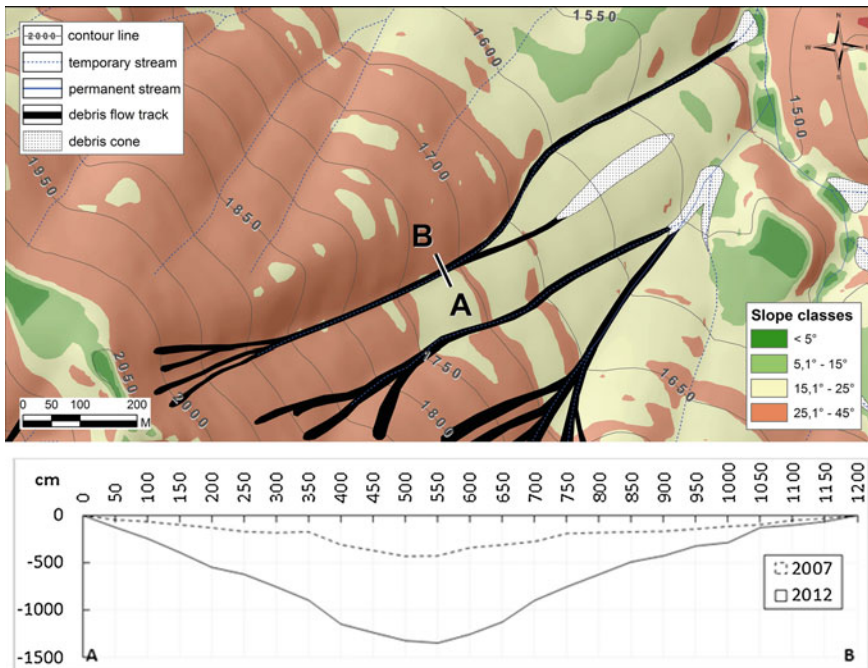 2000 contour line
temporary stream
permanent stream
debris flow track
debris cone
1550
1600
1700
1500
1950
1850
N
W E
S
B
A
1750
1650
2050
2000
1800
0 50 100 200
M
Slope classes
< 5°
5,1° - 15°
15,1° - 25°
25,1° - 45°
cm 0 50 100 150 200 250 300 350 400 450 500 550 600 650 700 750 800 850 900 950 1000 1050 1100 1150 1200
0
-500
-1000
-1500
2007
2012
A B